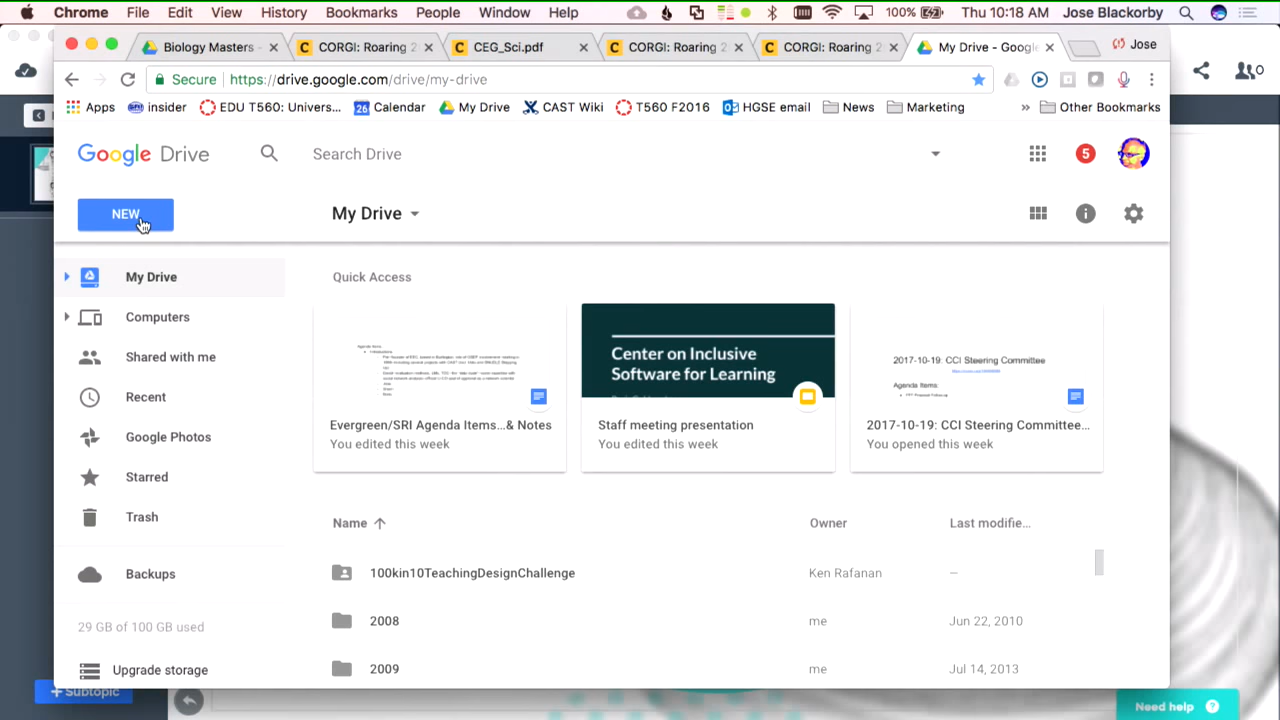 Chrome File Edit View History Bookmarks People Window Help 100% Thu 10:18 AM Jose Blackorby
Biology Masters - CORGI: Roaring 2 CEG_Sci.pdf CORGI: Roaring 2 CORGI: Roaring 2 My Drive - Googl Jose
Secure https://drive.google.com/drive/my-drive
Apps insider EDU T560: Univers... 26 Calendar My Drive CAST Wiki T560 F2016 HGSE email News Marketing » Other Bookmarks
Google Drive Search Drive 5
NEW My Drive
My Drive
Computers
Shared with me
Recent
Google Photos
Starred
Trash
Backups
29 GB of 100 GB used
Upgrade storage
Quick Access
Agenda Items:
Evergreen/SRI Agenda Items...& Notes
You edited this week
Center on Inclusive
Software for Learning
Staff meeting presentation
You edited this week
2017-10-19: CCI Steering Committee
Agenda Items:
2017-10-19: CCI Steering Committee...
You opened this week
Name Owner Last modifie...
100kin10TeachingDesignChallenge Ken Rafanan –
2008 me Jun 22, 2010
2009 me Jul 14, 2013
+ Subtopic
Need help ?
0